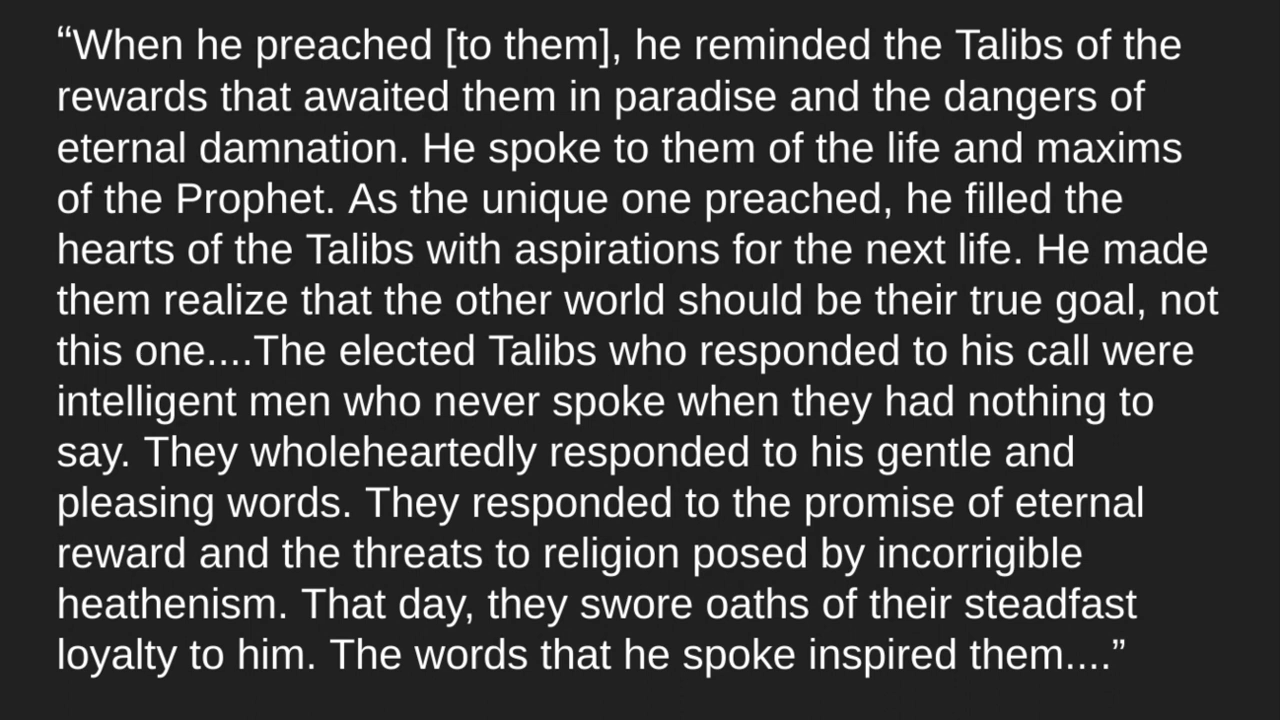 “When he preached [to them], he reminded the Talibs of the
rewards that awaited them in paradise and the dangers of
eternal damnation. He spoke to them of the life and maxims
of the Prophet. As the unique one preached, he filled the
hearts of the Talibs with aspirations for the next life. He made
them realize that the other world should be their true goal, not
this one....The elected Talibs who responded to his call were
intelligent men who never spoke when they had nothing to
say. They wholeheartedly responded to his gentle and
pleasing words. They responded to the promise of eternal
reward and the threats to religion posed by incorrigible
heathenism. That day, they swore oaths of their steadfast
loyalty to him. The words that he spoke inspired them....”